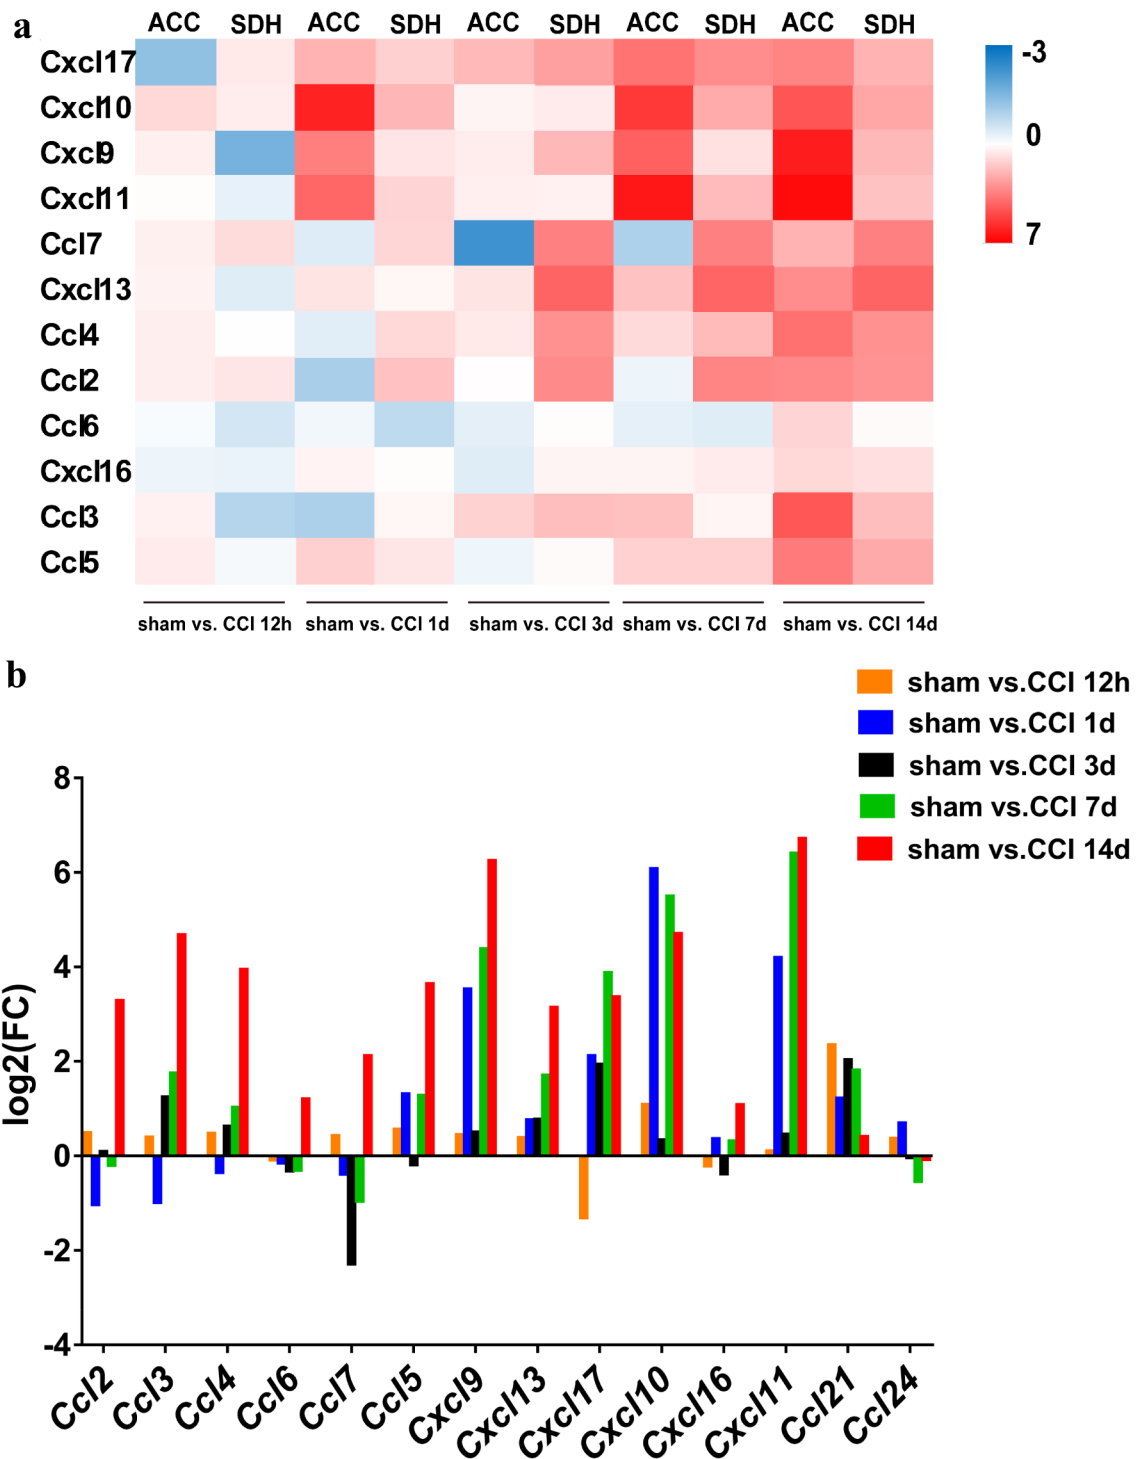 a
ACC SDH ACC SDH ACC SDH ACC SDH ACC SDH
Cxcl17
Cxcl10
Cxcl9
Cxcl11
Ccl7
Cxcl13
Ccl4
Ccl2
Ccl6
Cxcl16
Ccl3
Ccl5
-3
0
7
sham vs. CCI 12h sham vs. CCI 1d sham vs. CCI 3d sham vs. CCI 7d sham vs. CCI 14d
b
sham vs.CCI 12h
sham vs.CCI 1d
sham vs.CCI 3d
sham vs.CCI 7d
sham vs.CCI 14d
log2(FC)
8
6
4
2
0
-2
-4
Ccl2 Ccl3 Ccl4 Ccl6 Ccl7 Ccl5 Cxcl9 Cxcl13 Cxcl17 Cxcl10 Cxcl16 Cxcl11 Ccl21 Ccl24